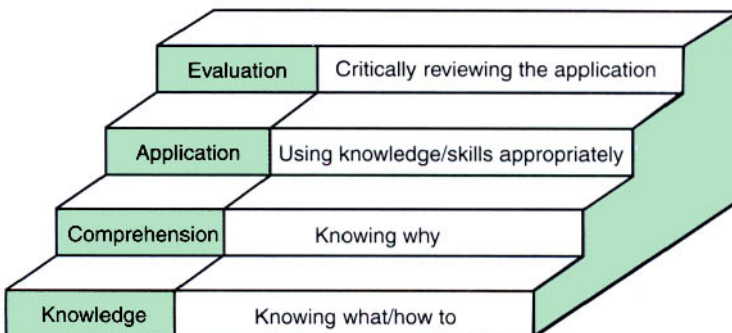 Evaluation Critically reviewing the application
Application Using knowledge/skills appropriately
Comprehension Knowing why
Knowledge Knowing what/how to